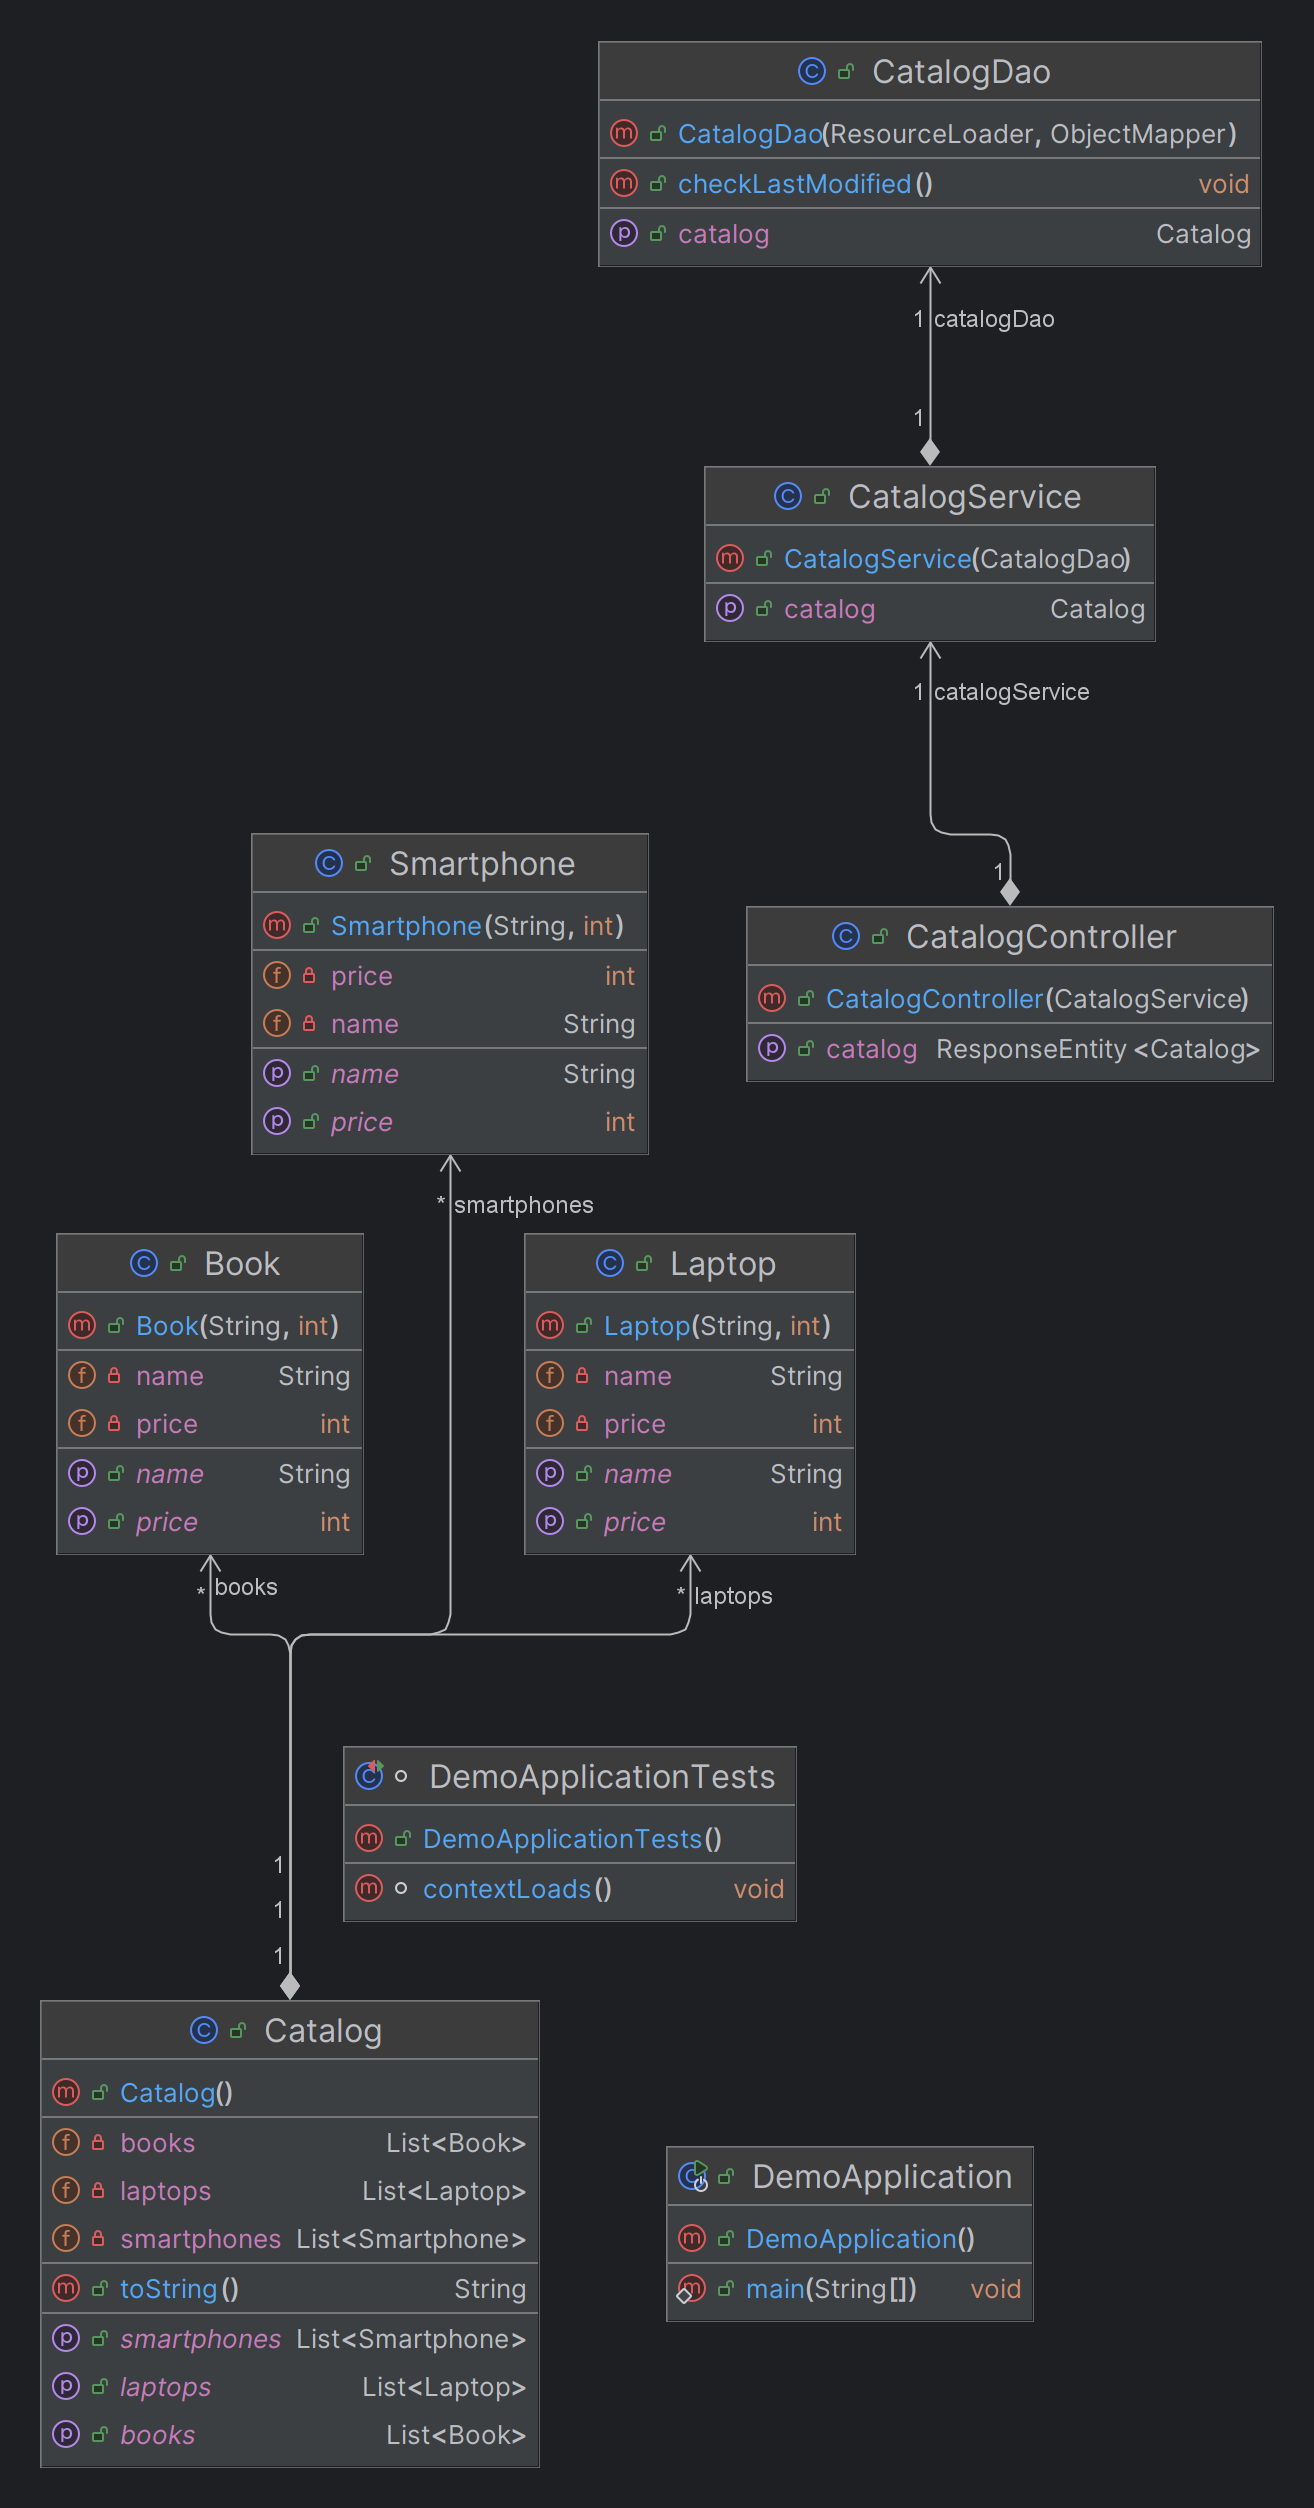 CatalogDao
CatalogDao(ResourceLoader, ObjectMapper)
checkLastModified() void
catalog Catalog
1 catalogDao
1
CatalogService
CatalogService(CatalogDao)
catalog Catalog
1 catalogService
1
CatalogController
CatalogController(CatalogService)
catalog ResponseEntity<Catalog>
Smartphone
Smartphone(String, int)
price int
name String
name String
price int
* smartphones
Book
Book(String, int)
name String
price int
name String
price int
* books
Laptop
Laptop(String, int)
name String
price int
name String
price int
* laptops
DemoApplicationTests
DemoApplicationTests()
contextLoads() void
1
1
1
Catalog
Catalog()
books List<Book>
laptops List<Laptop>
smartphones List<Smartphone>
toString() String
smartphones List<Smartphone>
laptops List<Laptop>
books List<Book>
DemoApplication
DemoApplication()
main(String[]) void